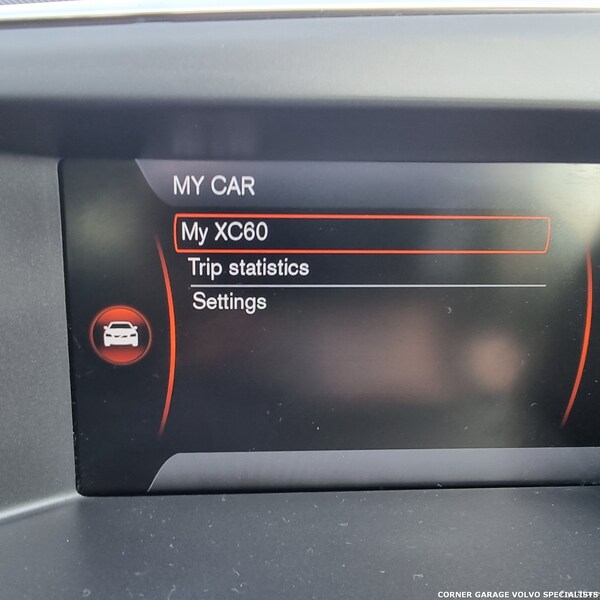 MY CAR
My XC60
Trip statistics
Settings
CORNER GARAGE VOLVO SPECIALISTS